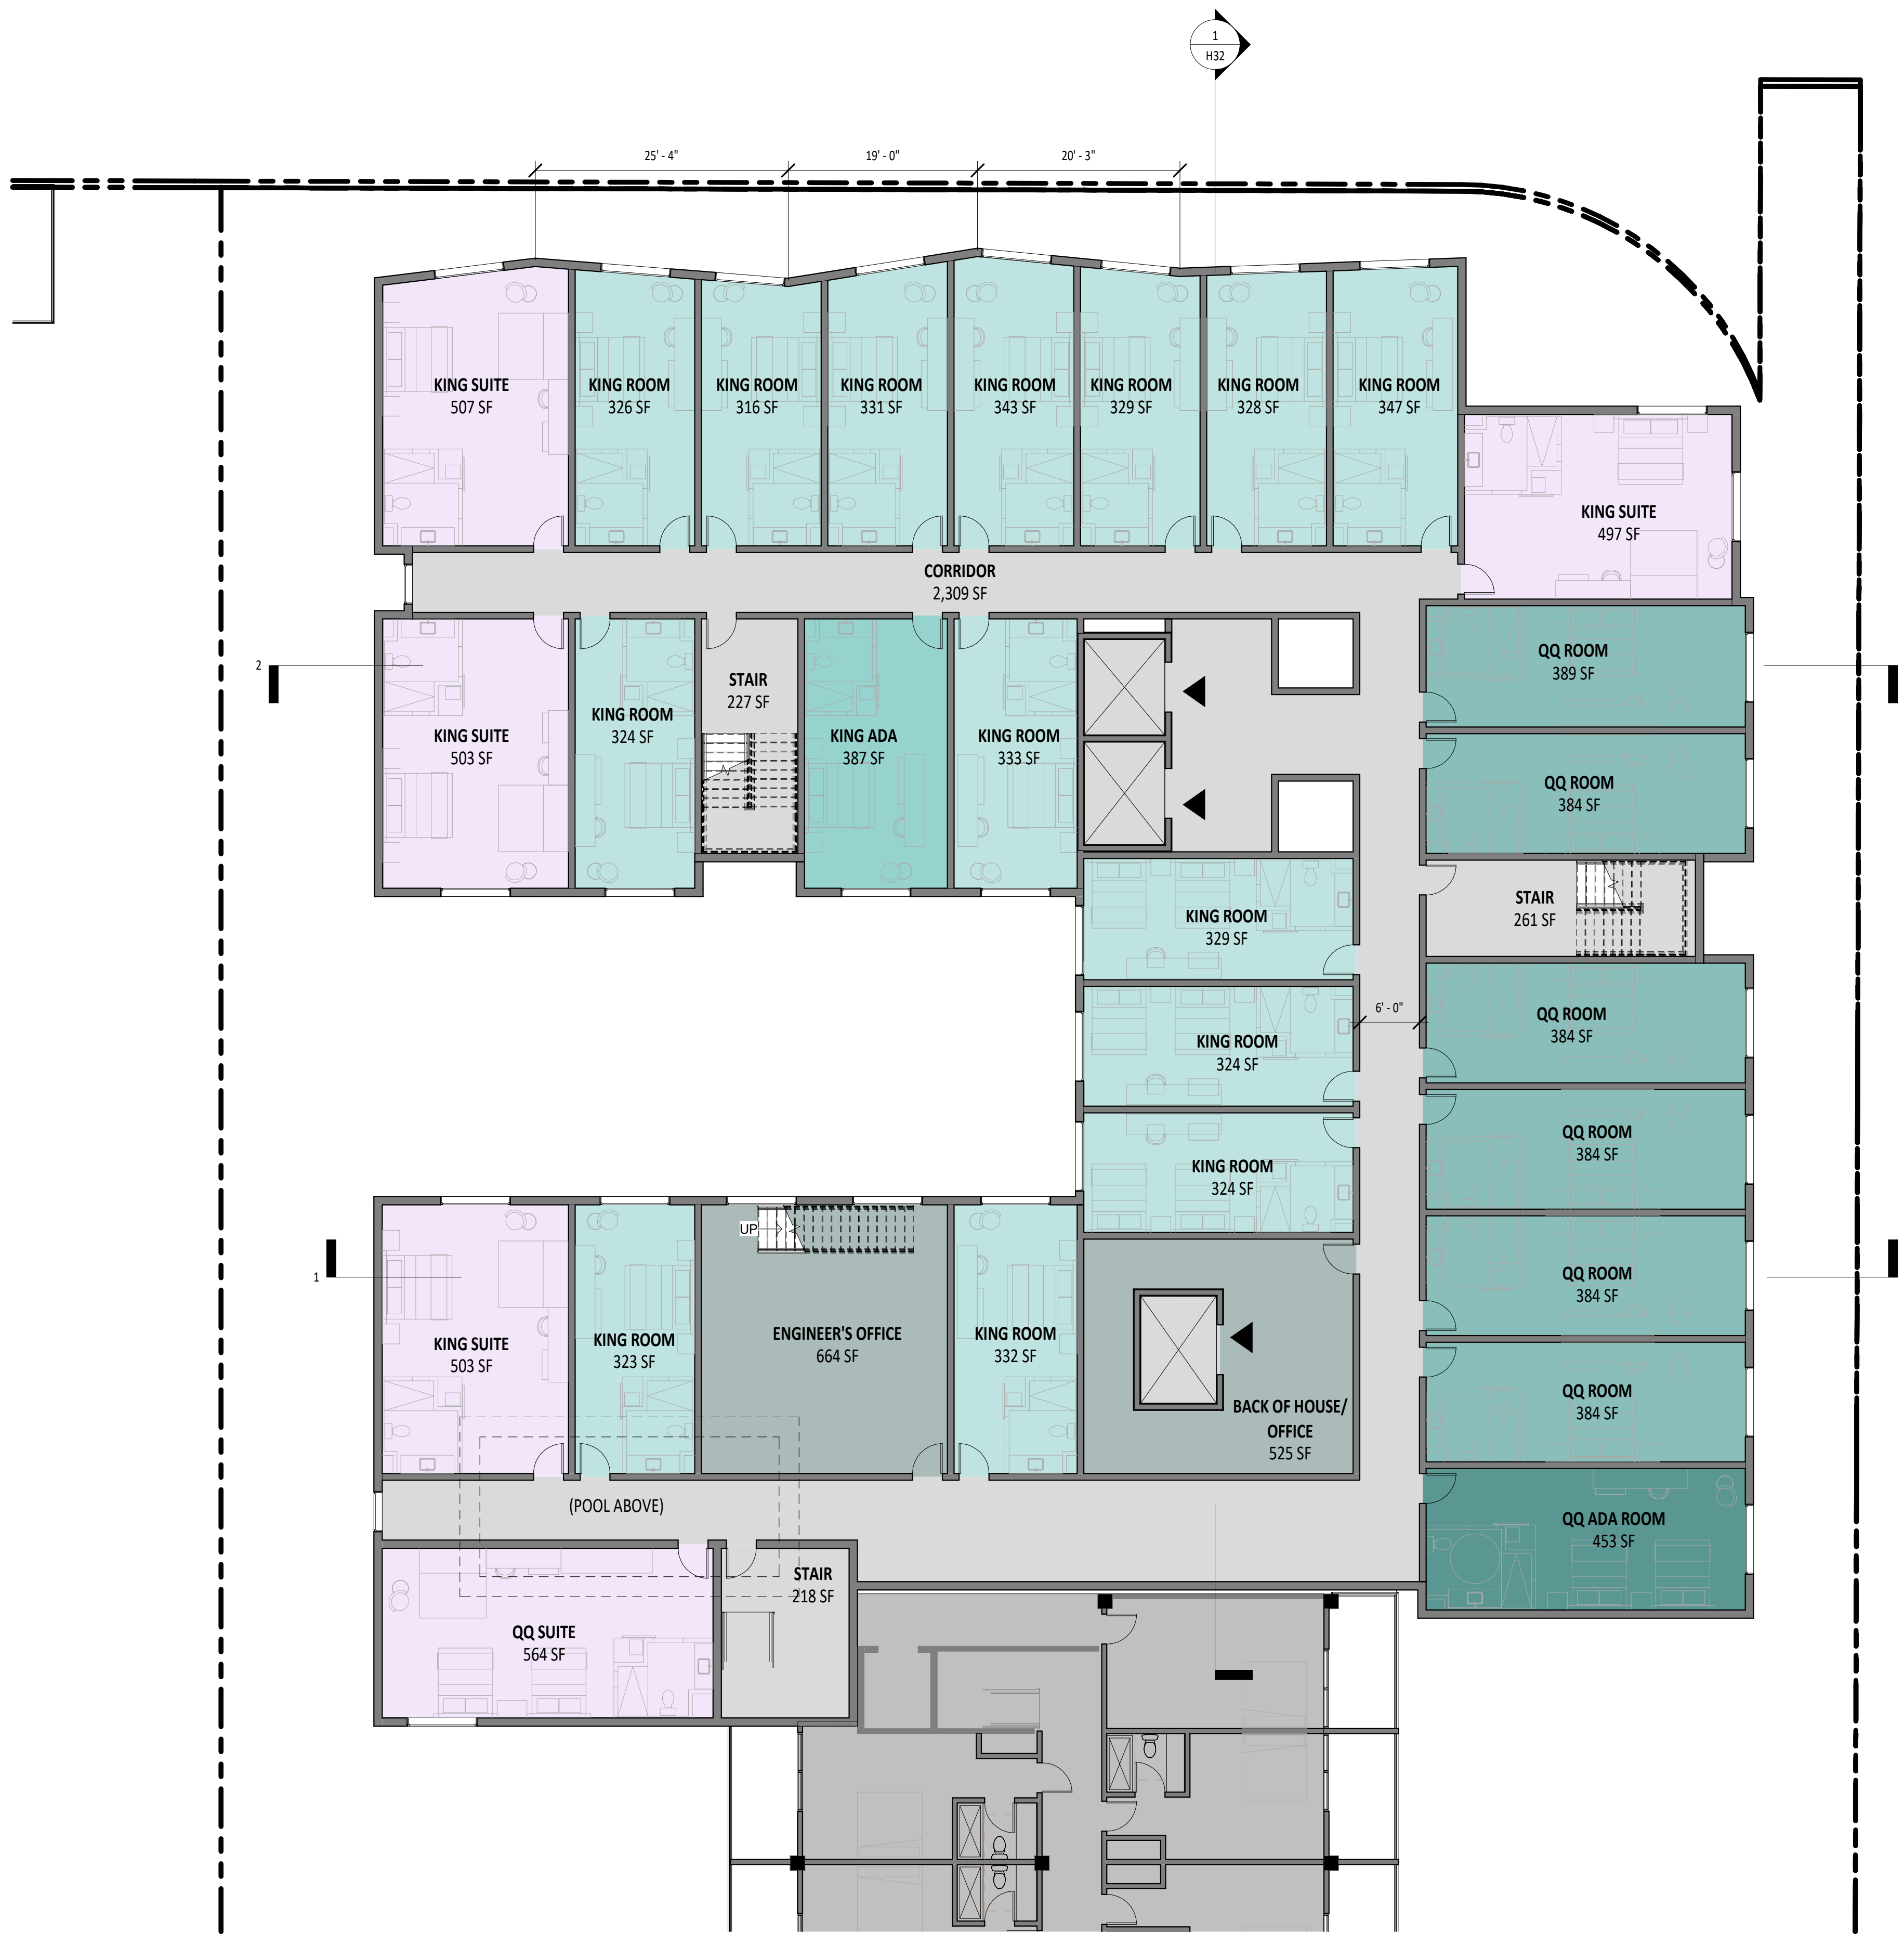 1
H32
25' - 4"
19' - 0"
20' - 3"
KING SUITE
507 SF
KING ROOM
326 SF
KING ROOM
316 SF
KING ROOM
331 SF
KING ROOM
343 SF
KING ROOM
329 SF
KING ROOM
328 SF
KING ROOM
347 SF
KING SUITE
497 SF
CORRIDOR
2,309 SF
2
KING SUITE
503 SF
KING ROOM
324 SF
STAIR
227 SF
KING ADA
387 SF
KING ROOM
333 SF
QQ ROOM
389 SF
QQ ROOM
384 SF
STAIR
261 SF
KING ROOM
329 SF
KING ROOM
324 SF
6' - 0"
QQ ROOM
384 SF
KING ROOM
324 SF
QQ ROOM
384 SF
QQ ROOM
384 SF
QQ ROOM
384 SF
1
KING SUITE
503 SF
KING ROOM
323 SF
UP
ENGINEER'S OFFICE
664 SF
KING ROOM
332 SF
BACK OF HOUSE/
OFFICE
525 SF
(POOL ABOVE)
QQ ADA ROOM
453 SF
QQ SUITE
564 SF
STAIR
218 SF